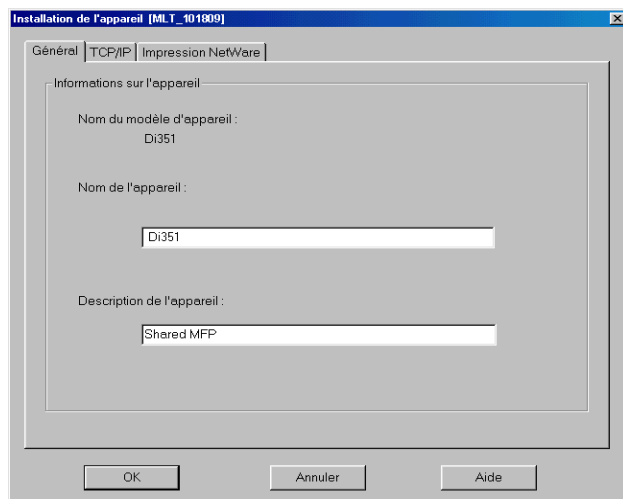 Installation de l'appareil [MLT_101809]
Général TCP/IP Impression NetWare
Informations sur l'appareil
Nom du modèle d'appareil :
Di351
Nom de l'appareil :
Di351
Description de l'appareil :
Shared MFP
OK Annuler Aide